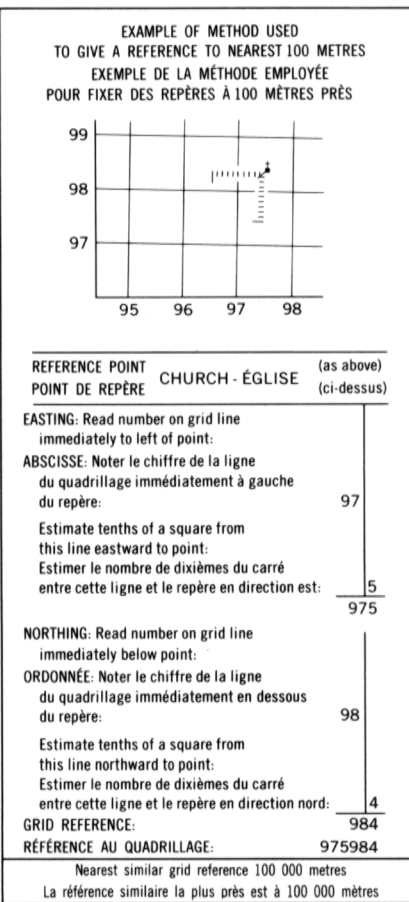 EXAMPLE OF METHOD USED
TO GIVE A REFERENCE TO NEAREST 100 METRES
EXEMPLE DE LA MÉTHODE EMPLOYÉE
POUR FIXER DES REPÈRES À 100 MÈTRES PRÈS
99
98
97
95 96 97 98
REFERENCE POINT
POINT DE REPÈRE
CHURCH - ÉGLISE
(as above)
(ci-dessus)
EASTING: Read number on grid line
immediately to left of point:
ABSCISSE: Noter le chiffre de la ligne
du quadrillage immédiatement à gauche
du repère: 97
Estimate tenths of a square from
this line eastward to point:
Estimer le nombre de dixièmes du carré
entre cette ligne et le repère en direction est: 5
975
NORTHING: Read number on grid line
immediately below point:
ORDONNÉE: Noter le chiffre de la ligne
du quadrillage immédiatement en dessous
du repère: 98
Estimate tenths of a square from
this line northward to point:
Estimer le nombre de dixièmes du carré
entre cette ligne et le repère en direction nord: 4
GRID REFERENCE: 984
RÉFÉRENCE AU QUADRILLAGE: 975984
Nearest similar grid reference 100 000 metres
La référence similaire la plus près est à 100 000 mètres